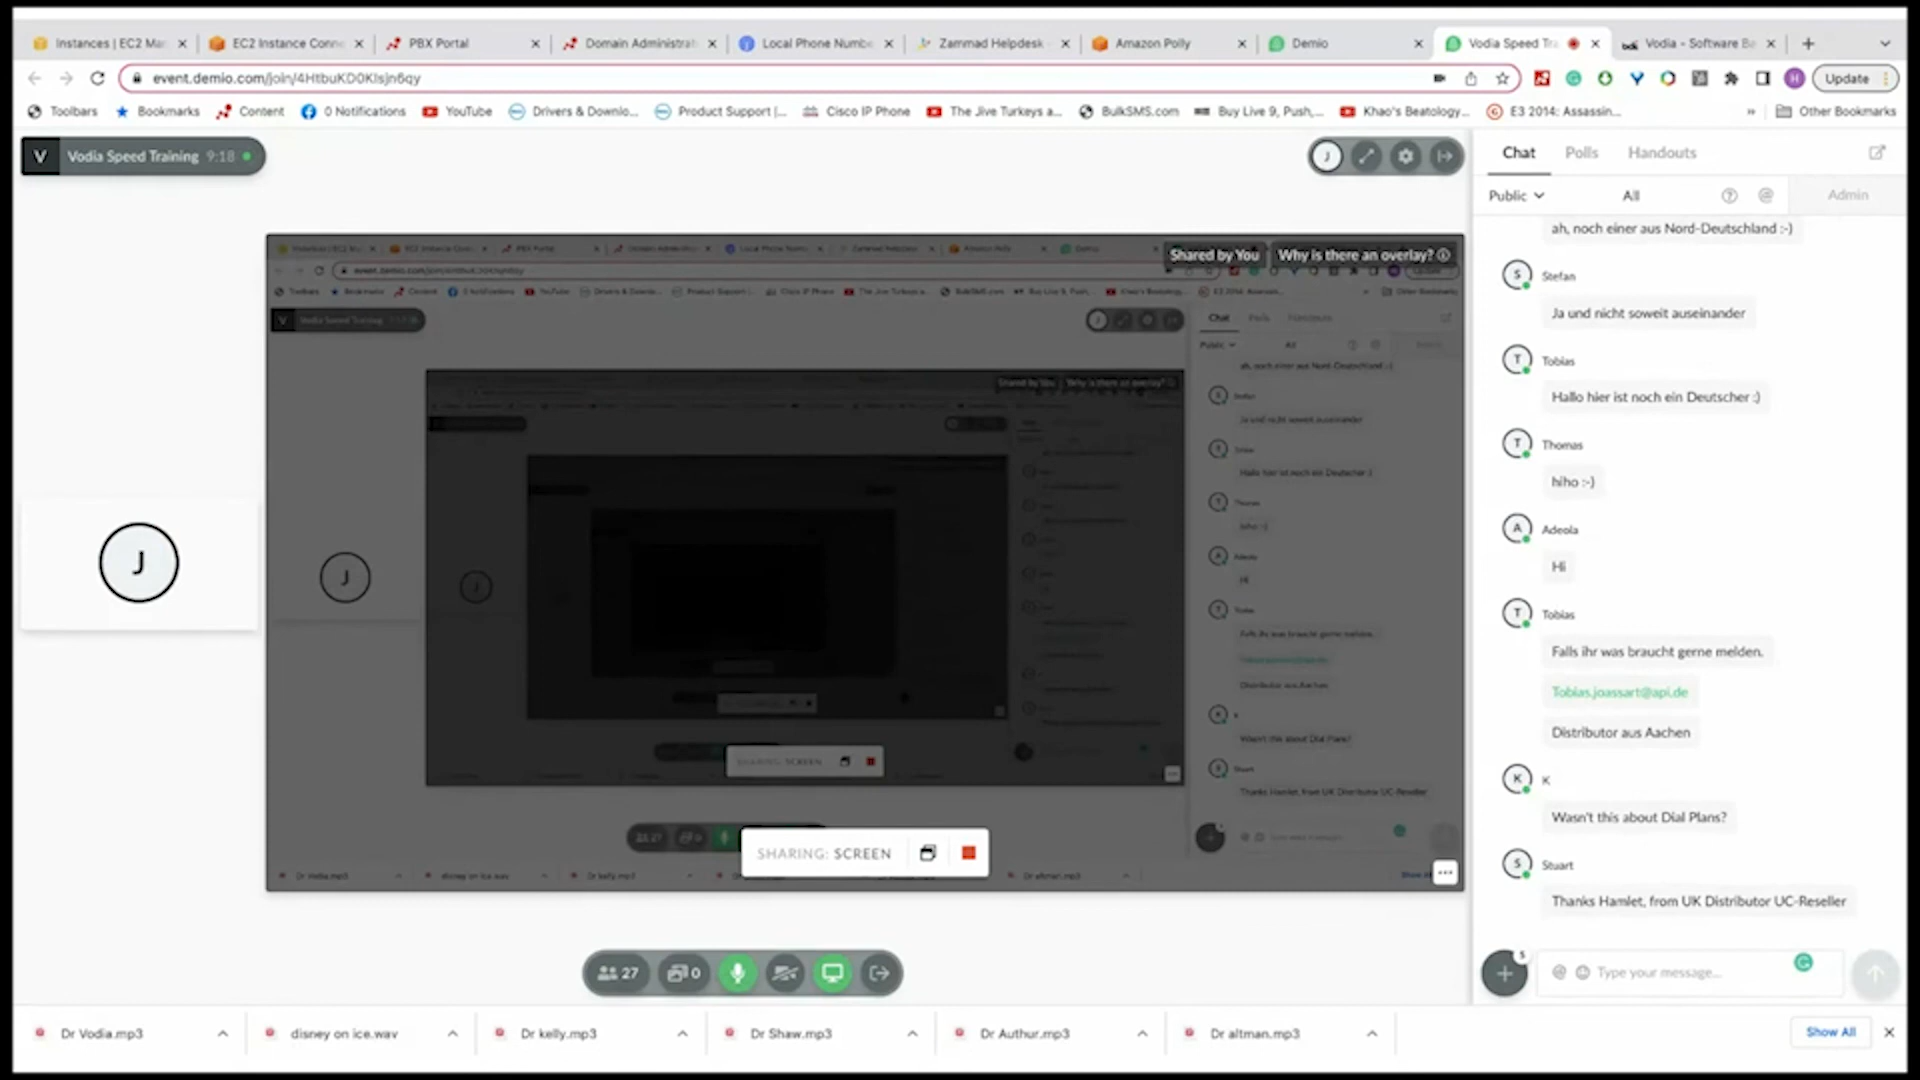 Instances | EC2 Mar
EC2 Instance Conne
PBX Portal
Domain Administrat
Local Phone Numbe
Zammad Helpdesk -
Amazon Polly
Demio
Vodia Speed Tra
Vodia - Software Ba
event.demio.com/join/4HtbuKD0KIsjn6qy
Update
Toolbars
Bookmarks
Content
0 Notifications
YouTube
Drivers & Downlo...
Product Support |...
Cisco IP Phone
The Jive Turkeys a...
BulkSMS.com
Buy Live 9, Push,...
Khao's Beatology...
E3 2014: Assassin...
»
Other Bookmarks
V Vodia Speed Training 9:18
J
Shared by You
Why is there an overlay?
J
SHARING: SCREEN
27
0
Chat Polls Handouts
Public All Admin
ah, noch einer aus Nord-Deutschland :-)
S Stefan
Ja und nicht soweit auseinander
T Tobias
Hallo hier ist noch ein Deutscher :)
T Thomas
hiho :-)
A Adeola
Hi
T Tobias
Falls ihr was braucht gerne melden.
Tobias.joassart@api.de
Distributor aus Aachen
K K
Wasn't this about Dial Plans?
S Stuart
Thanks Hamlet, from UK Distributor UC-Reseller
5
Type your message...
Dr Vodia.mp3
disney on ice.wav
Dr kelly.mp3
Dr Shaw.mp3
Dr Authur.mp3
Dr altman.mp3
Show All